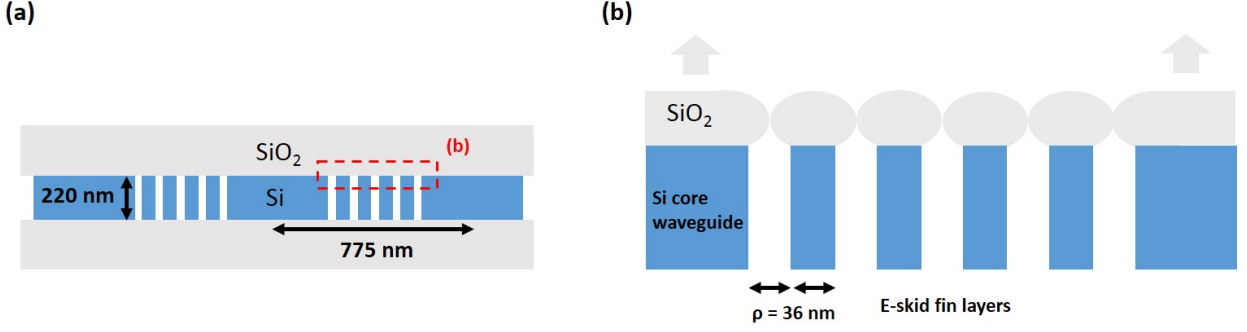 (a)
SiO2
(b)
220 nm
Si
775 nm
(b)
SiO2
Si core
waveguide
ρ = 36 nm
E-skid fin layers